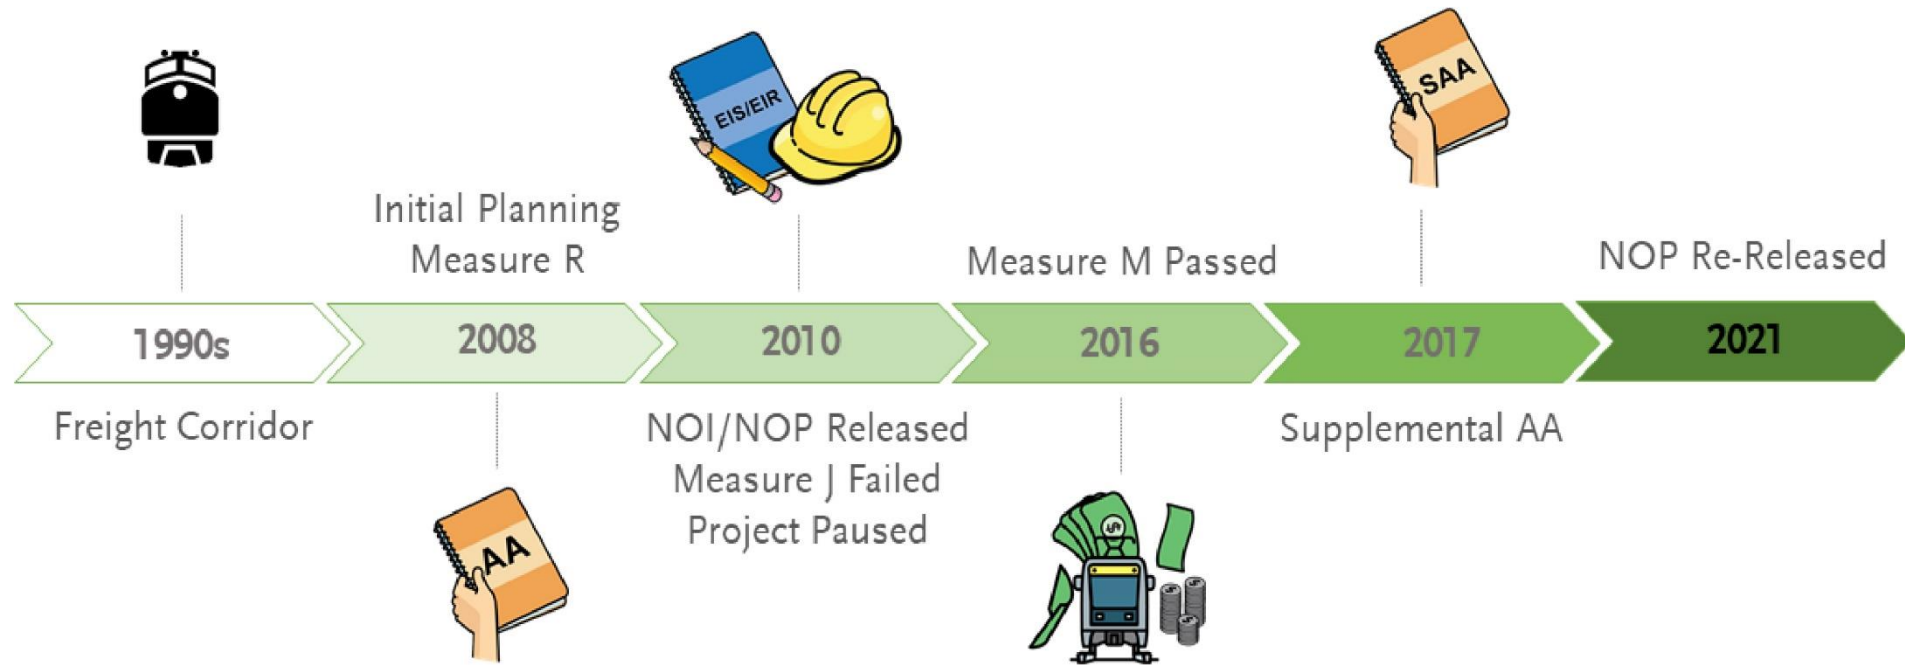 1990s
Freight Corridor
Initial Planning
Measure R
2008
AA
EIS/EIR
2010
NOI/NOP Released
Measure J Failed
Project Paused
Measure M Passed
2016
$
$
$
$
SAA
2017
Supplemental AA
NOP Re-Released
2021